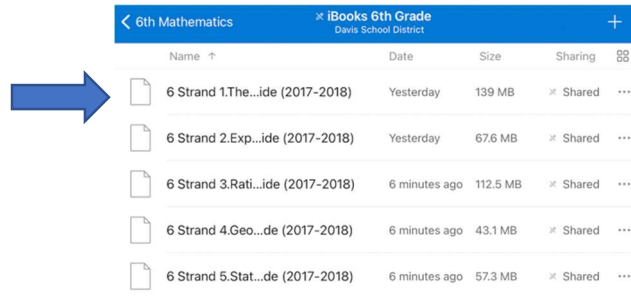 6th Mathematics
iBooks 6th Grade
Davis School District
Name ↑ Date Size Sharing
6 Strand 1.The...ide (2017-2018) Yesterday 139 MB Shared ...
6 Strand 2.Exp...ide (2017-2018) Yesterday 67.6 MB Shared ...
6 Strand 3.Rati...ide (2017-2018) 6 minutes ago 112.5 MB Shared ...
6 Strand 4.Geo...de (2017-2018) 6 minutes ago 43.1 MB Shared ...
6 Strand 5.Stat...de (2017-2018) 6 minutes ago 57.3 MB Shared ...